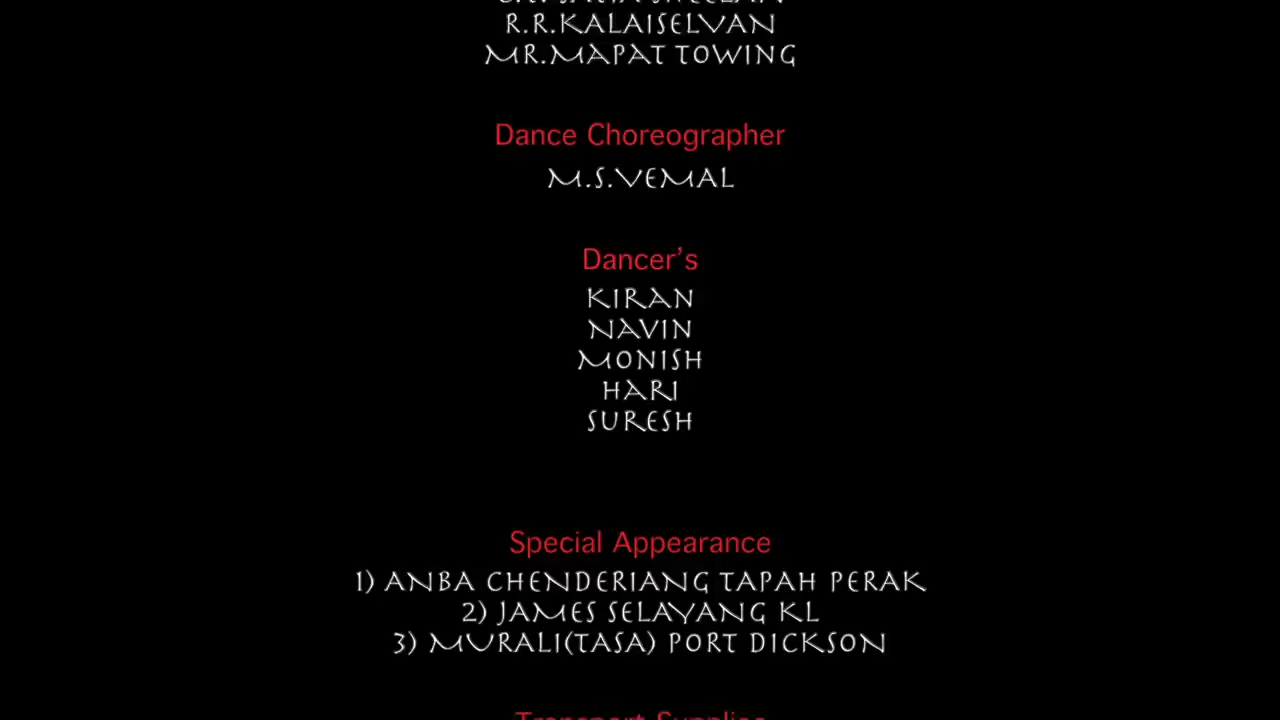 R.R.KALAISELVAN
MR.MAPAT TOWING
Dance Choreographer
M.S.VEMAL
Dancer's
KIRAN
NAVIN
MONISH
HARI
SURESH
Special Appearance
1) ANBA CHENDERIANG TAPAH PERAK
2) JAMES SELAYANG KL
3) MURALI(TASA) PORT DICKSON